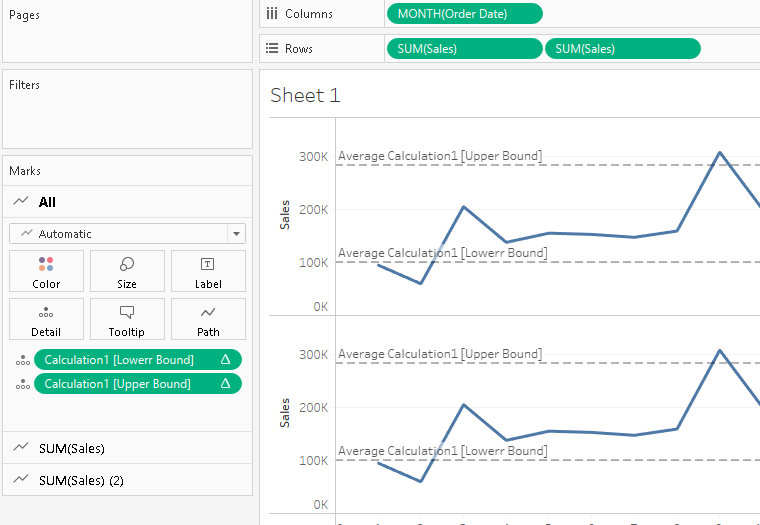 Pages
Columns
MONTH(Order Date)
Rows
SUM(Sales)
SUM(Sales)
Filters
Marks
All
Automatic
Color
Size
Label
Detail
Tooltip
Path
Calculation1 [Lowerr Bound]
Calculation1 [Upper Bound]
SUM(Sales)
SUM(Sales) (2)
Sheet 1
Sales
300K
200K
100K
0K
Average Calculation1 [Upper Bound]
Average Calculation1 [Lowerr Bound]
Sales
300K
200K
100K
0K
Average Calculation1 [Upper Bound]
Average Calculation1 [Lowerr Bound]